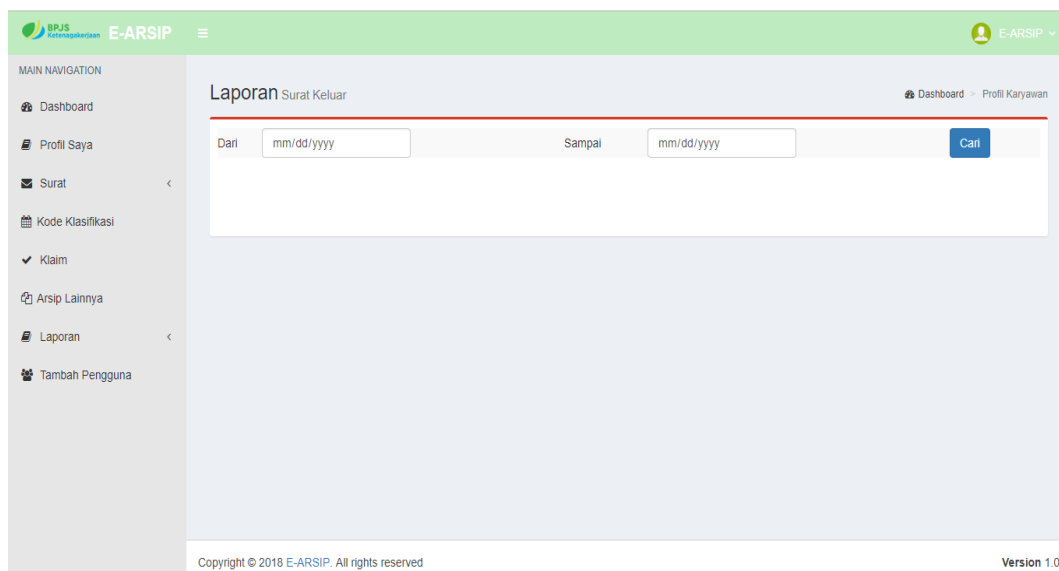 BPJS
Ketenagakerjaan E-ARSIP
E-ARSIP
MAIN NAVIGATION
Dashboard
Profil Saya
Surat
Kode Klasifikasi
Klaim
Arsip Lainnya
Laporan
Tambah Pengguna
Laporan Surat Keluar
Dashboard > Profil Karyawan
Dari mm/dd/yyyy Sampai mm/dd/yyyy Cari
Copyright © 2018 E-ARSIP. All rights reserved
Version 1.0